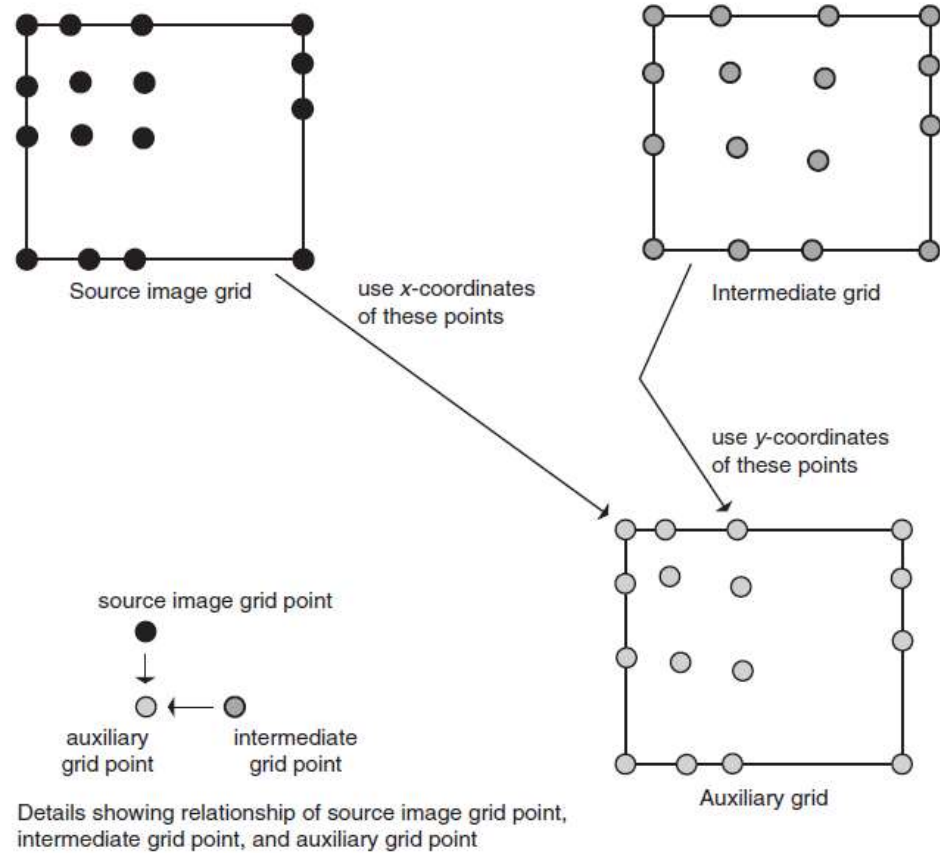 Source image grid
use x-coordinates
of these points
Intermediate grid
use y-coordinates
of these points
source image grid point
auxiliary
grid point
intermediate
grid point
Auxiliary grid
Details showing relationship of source image grid point,
intermediate grid point, and auxiliary grid point